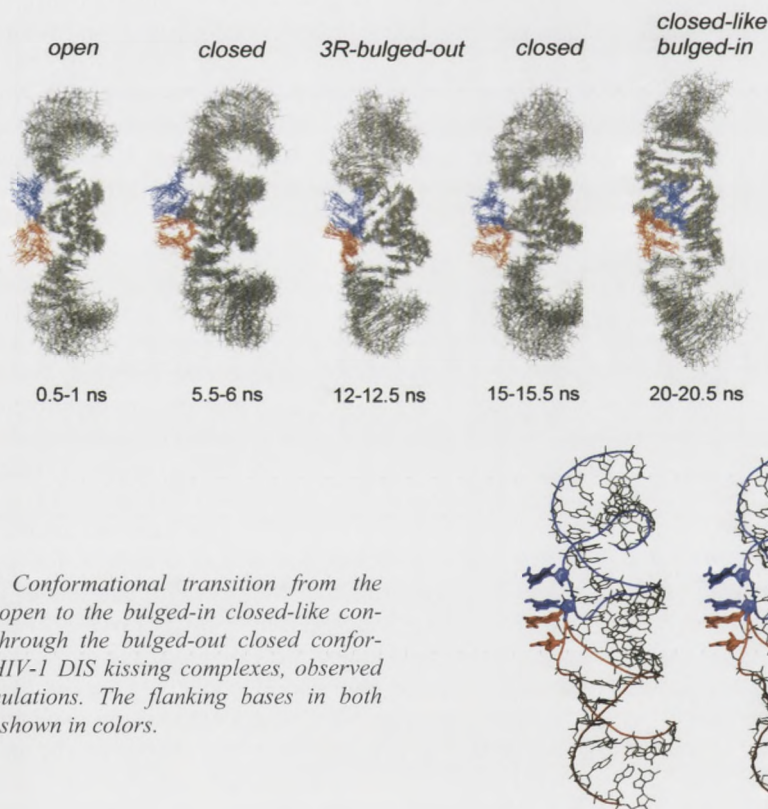 open
closed
3R-bulged-out
closed
closed-like
bulged-in
0.5-1 ns
5.5-6 ns
12-12.5 ns
15-15.5 ns
20-20.5 ns
Conformational transition from the
open to the bulged-in closed-like con-
hrough the bulged-out closed confor-
HIV-1 DIS kissing complexes, observed
ulations. The flanking bases in both
shown in colors.